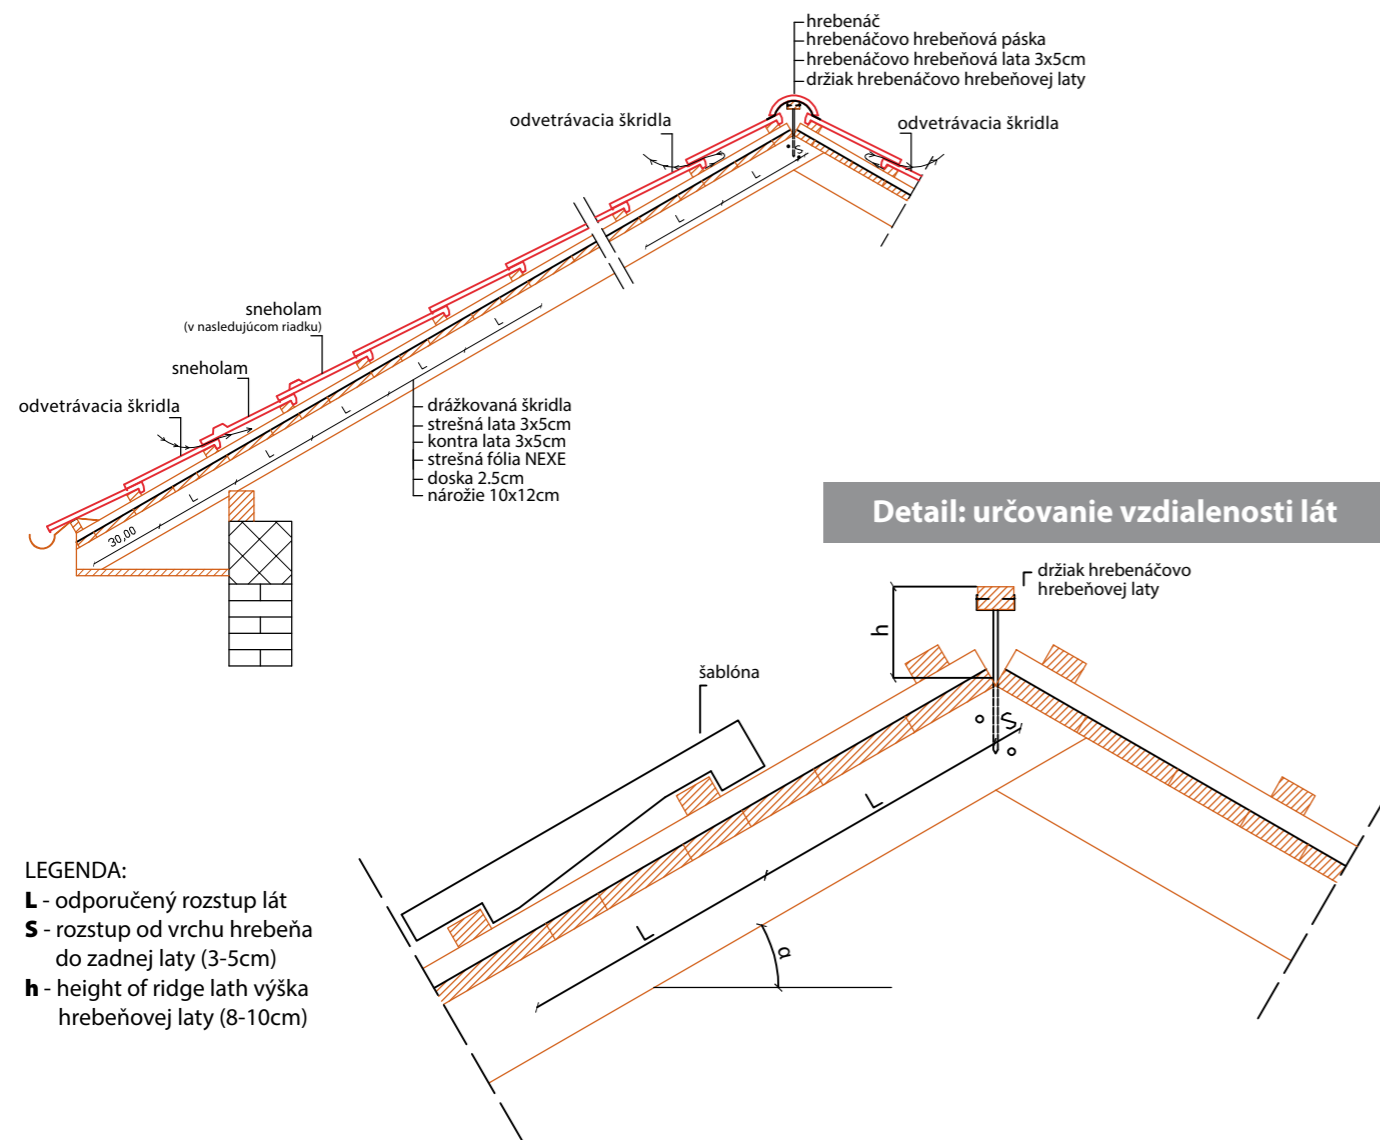 hrebenáč
hrebenáčovo hrebeňová páska
hrebenáčovo hrebeňová lata 3x5cm
držiak hrebenáčovo hrebeňovej laty
odvetrávacia škridla
odvetrávacia škridla
S
L
L
L
sneholam
(v nasledujúcom riadku)
sneholam
odvetrávacia škridla
L
L
L
L
30,00
drážkovaná škridla
strešná lata 3x5cm
kontra lata 3x5cm
strešná fólia NEXE
doska 2.5cm
nárožie 10x12cm
Detail: určovanie vzdialenosti lát
držiak hrebenáčovo
hrebeňovej laty
h
šablóna
S
L
L
α
LEGENDA:
L - odporučený rozstup lát
S - rozstup od vrchu hrebeňa
do zadnej laty (3-5cm)
h - height of ridge lath výška
hrebeňovej laty (8-10cm)